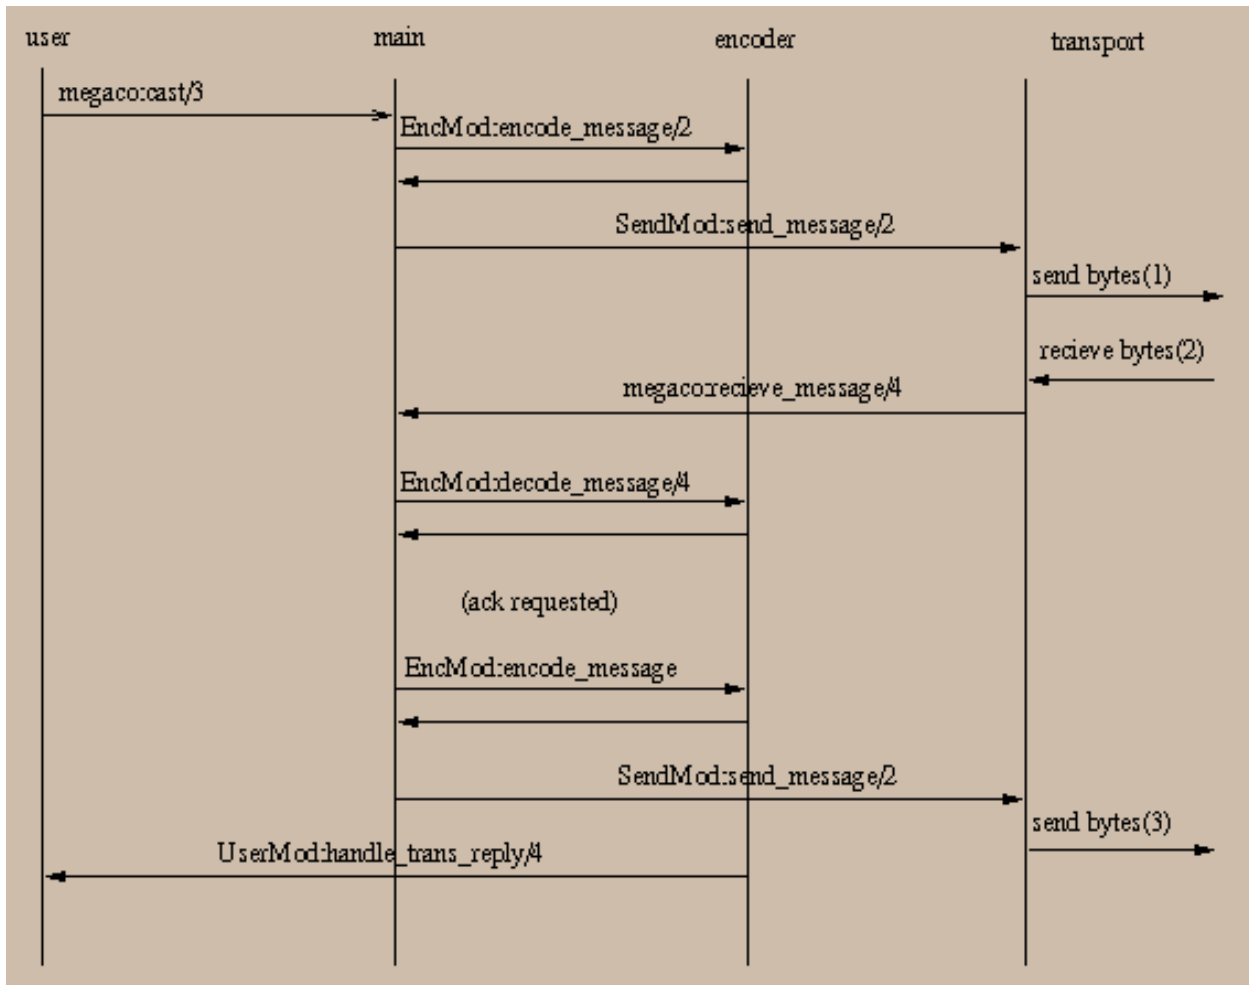 user
main
encoder
transport
megaco:cast/3
EncMod:encode_message/2
SendMod:send_message/2
send bytes(1)
recieve bytes(2)
megaco:recieve_message/4
EncMod:decode_message/4
(ack requested)
EncMod:encode_message
SendMod:send_message/2
send bytes(3)
UserMod:handle_trans_reply/4